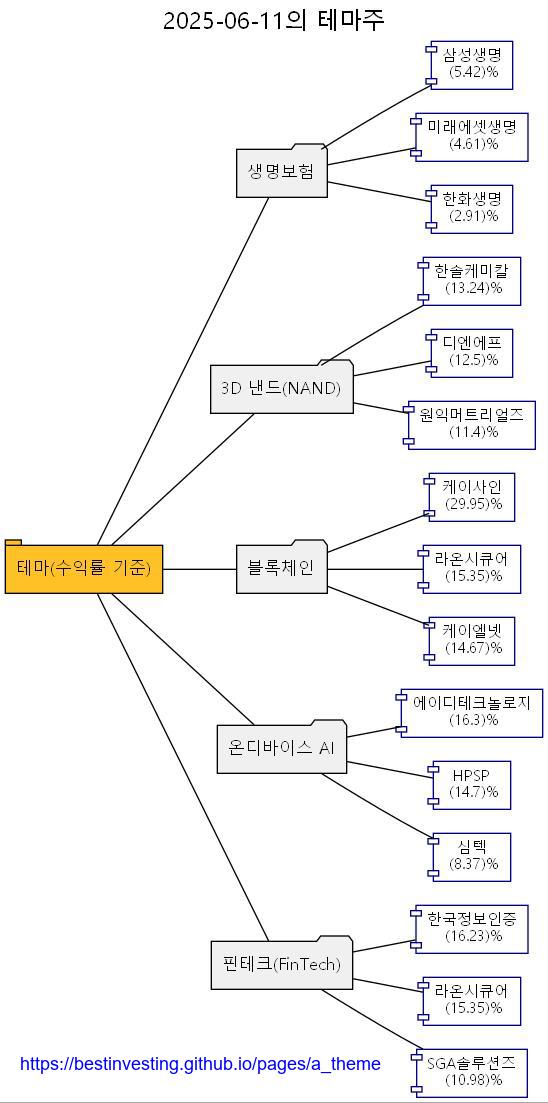 2025-06-11의 테마주
테마(수익률 기준)
생명보험
삼성생명
(5.42)%
미래에셋생명
(4.61)%
한화생명
(2.91)%
3D 낸드(NAND)
한솔케미칼
(13.24)%
디엔에프
(12.5)%
원익머트리얼즈
(11.4)%
블록체인
케이사인
(29.95)%
라온시큐어
(15.35)%
케이엘넷
(14.67)%
온디바이스 AI
에이디테크놀로지
(16.3)%
HPSP
(14.7)%
심텍
(8.37)%
핀테크(FinTech)
한국정보인증
(16.23)%
라온시큐어
(15.35)%
SGA솔루션즈
(10.98)%
https://bestinvesting.github.io/pages/a_theme